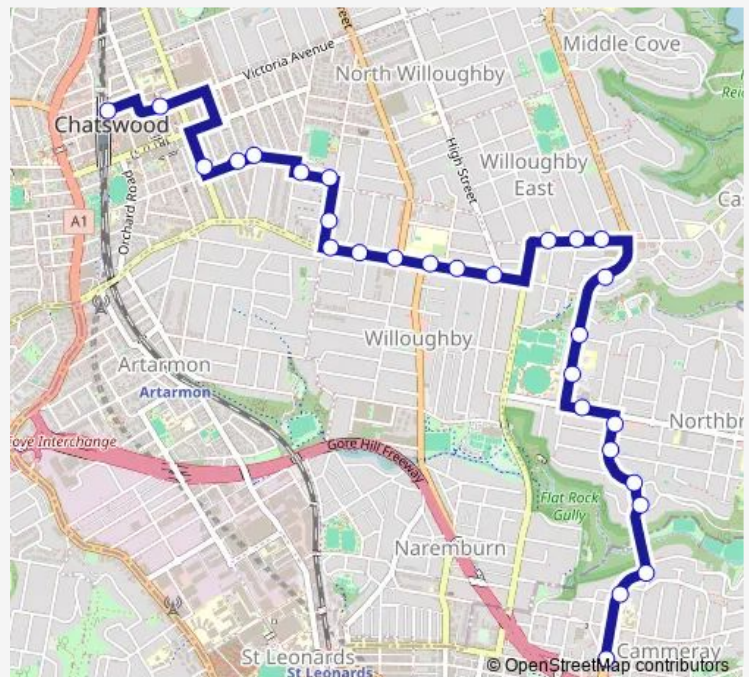 Middle Cove
Victoria Avenue
North Willoughby
Chatswood
High Street
Willoughby
East
Orchard Road
A1
Willoughby
Artarmon
Artarmon
Northbr
ove Interchange
Gore Hill Freeway
Flat Rock
Gully
Naremburn
Cammeray
St Leonards
St Leonards
© OpenStreetMap contributors